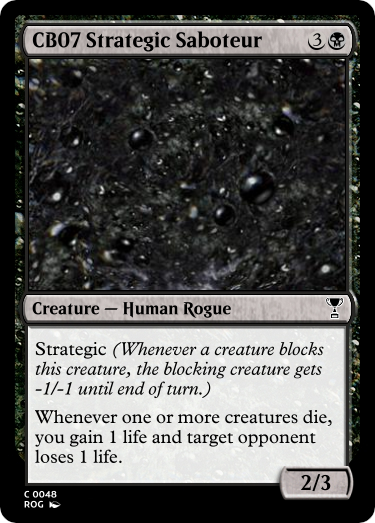 CB07 Strategic Saboteur 3
Creature — Human Rogue
Strategic (Whenever a creature blocks
this creature, the blocking creature gets
-1/-1 until end of turn.)
Whenever one or more creatures die,
you gain 1 life and target opponent
loses 1 life.
2/3
C 0048
ROG